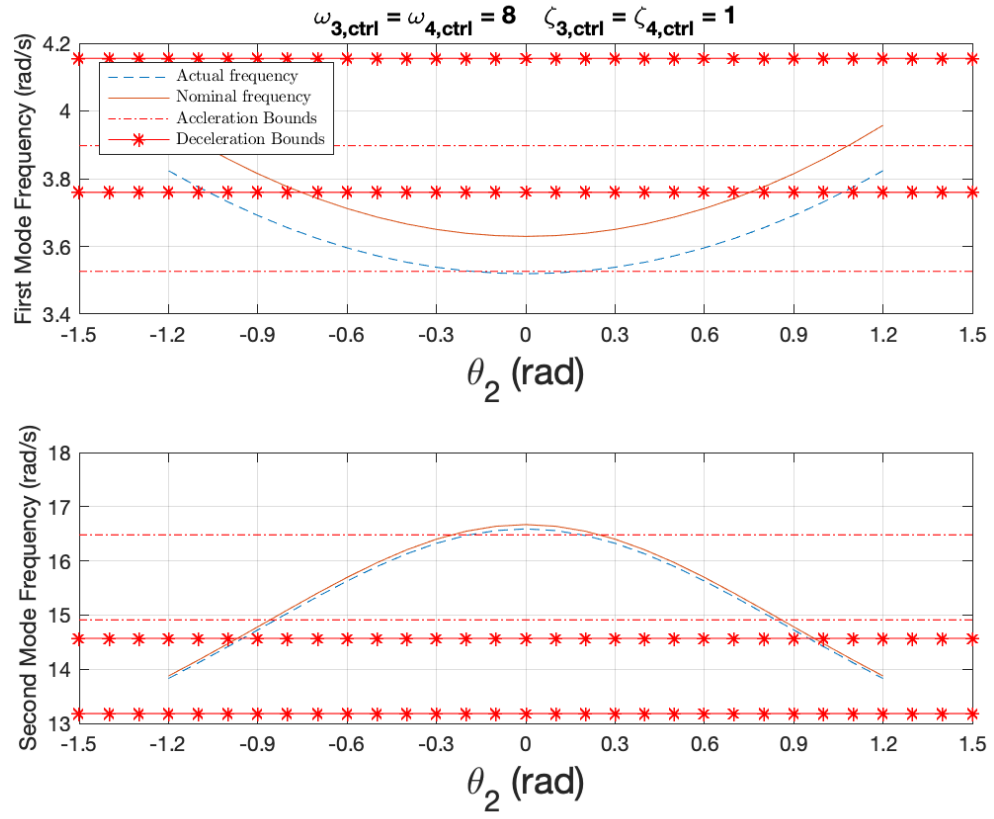 ω3,ctrl = ω4,ctrl = 8 ζ3,ctrl = ζ4,ctrl = 1
First Mode Frequency (rad/s)
4.2
4
3.8
3.6
3.4
Actual frequency
Nominal frequency
Accleration Bounds
Deceleration Bounds
-1.5 -1.2 -0.9 -0.6 -0.3 0 0.3 0.6 0.9 1.2 1.5
θ2 (rad)
Second Mode Frequency (rad/s)
18
17
16
15
14
13
-1.5 -1.2 -0.9 -0.6 -0.3 0 0.3 0.6 0.9 1.2 1.5
θ2 (rad)